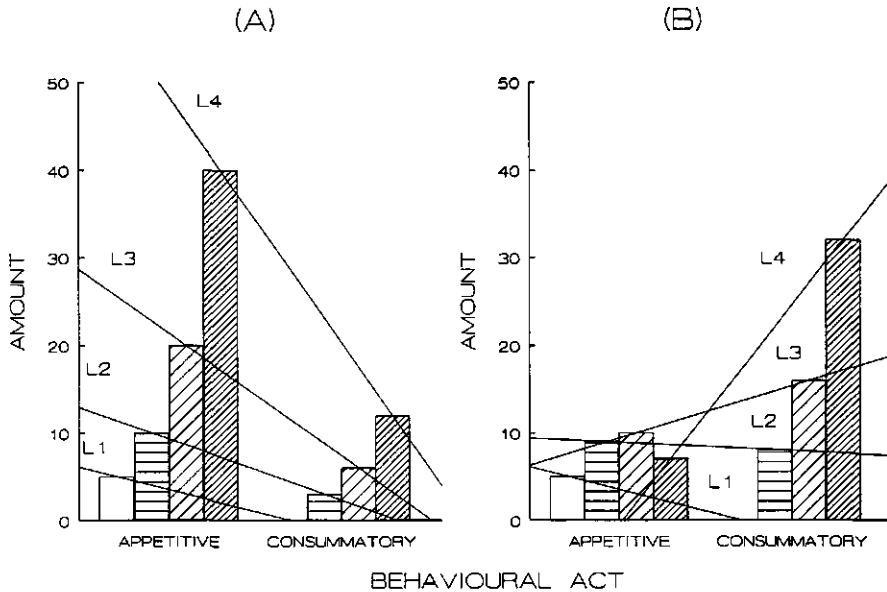 (A)
50
40
30
20
10
0
AMOUNT
L4
L3
L2
L1
APPETITIVE CONSUMMATORY
(B)
50
40
30
20
10
0
AMOUNT
L4
L3
L2
L1
APPETITIVE CONSUMMATORY
BEHAVIOURAL ACT